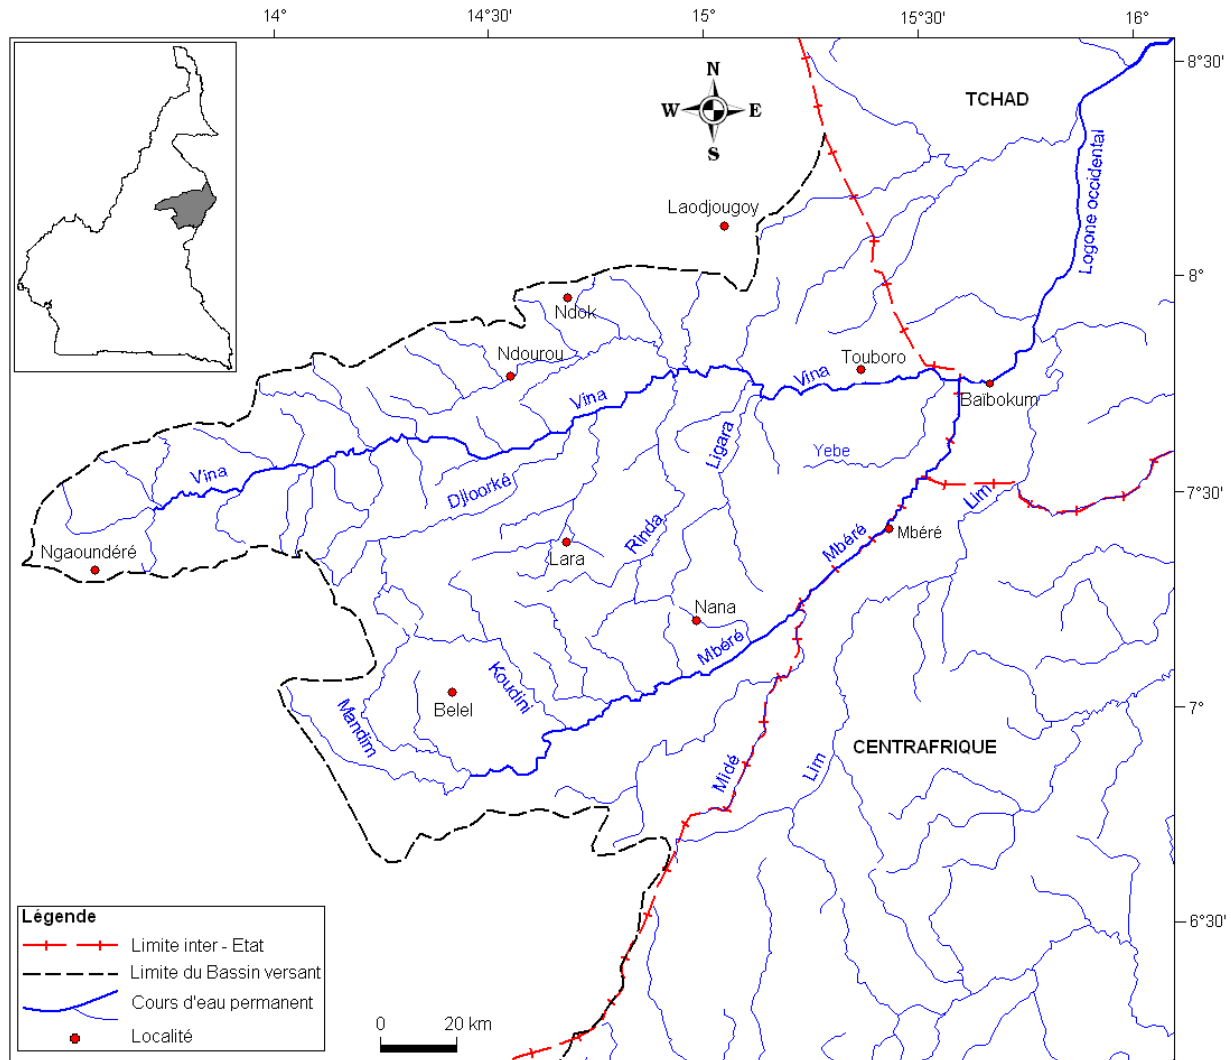 14°
14°30'
15°
15°30'
16°
N
W
E
S
8°30'
TCHAD
Logone occidental
Laodjougoy
8°
Ndok
Ndourou
Touboro
Vina
Vina
Baïbokum
Ligara
Yebe
Vina
Djloorké
7°30'
Lim
Rinda
Mbéré
Mbéré
Ngaoundéré
Lara
Nana
Mbéré
Koudini
7°
Belel
Mandim
CENTRAFRIQUE
Midé
Lim
6°30'
Légende
Limite inter - Etat
Limite du Bassin versant
Cours d'eau permanent
Localité
0
20 km